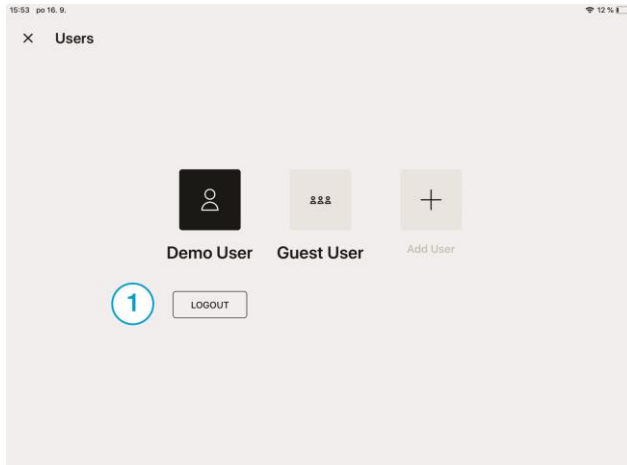 15:53 po 16. 9. 12 %
× Users
Demo User Guest User Add User
1 LOGOUT